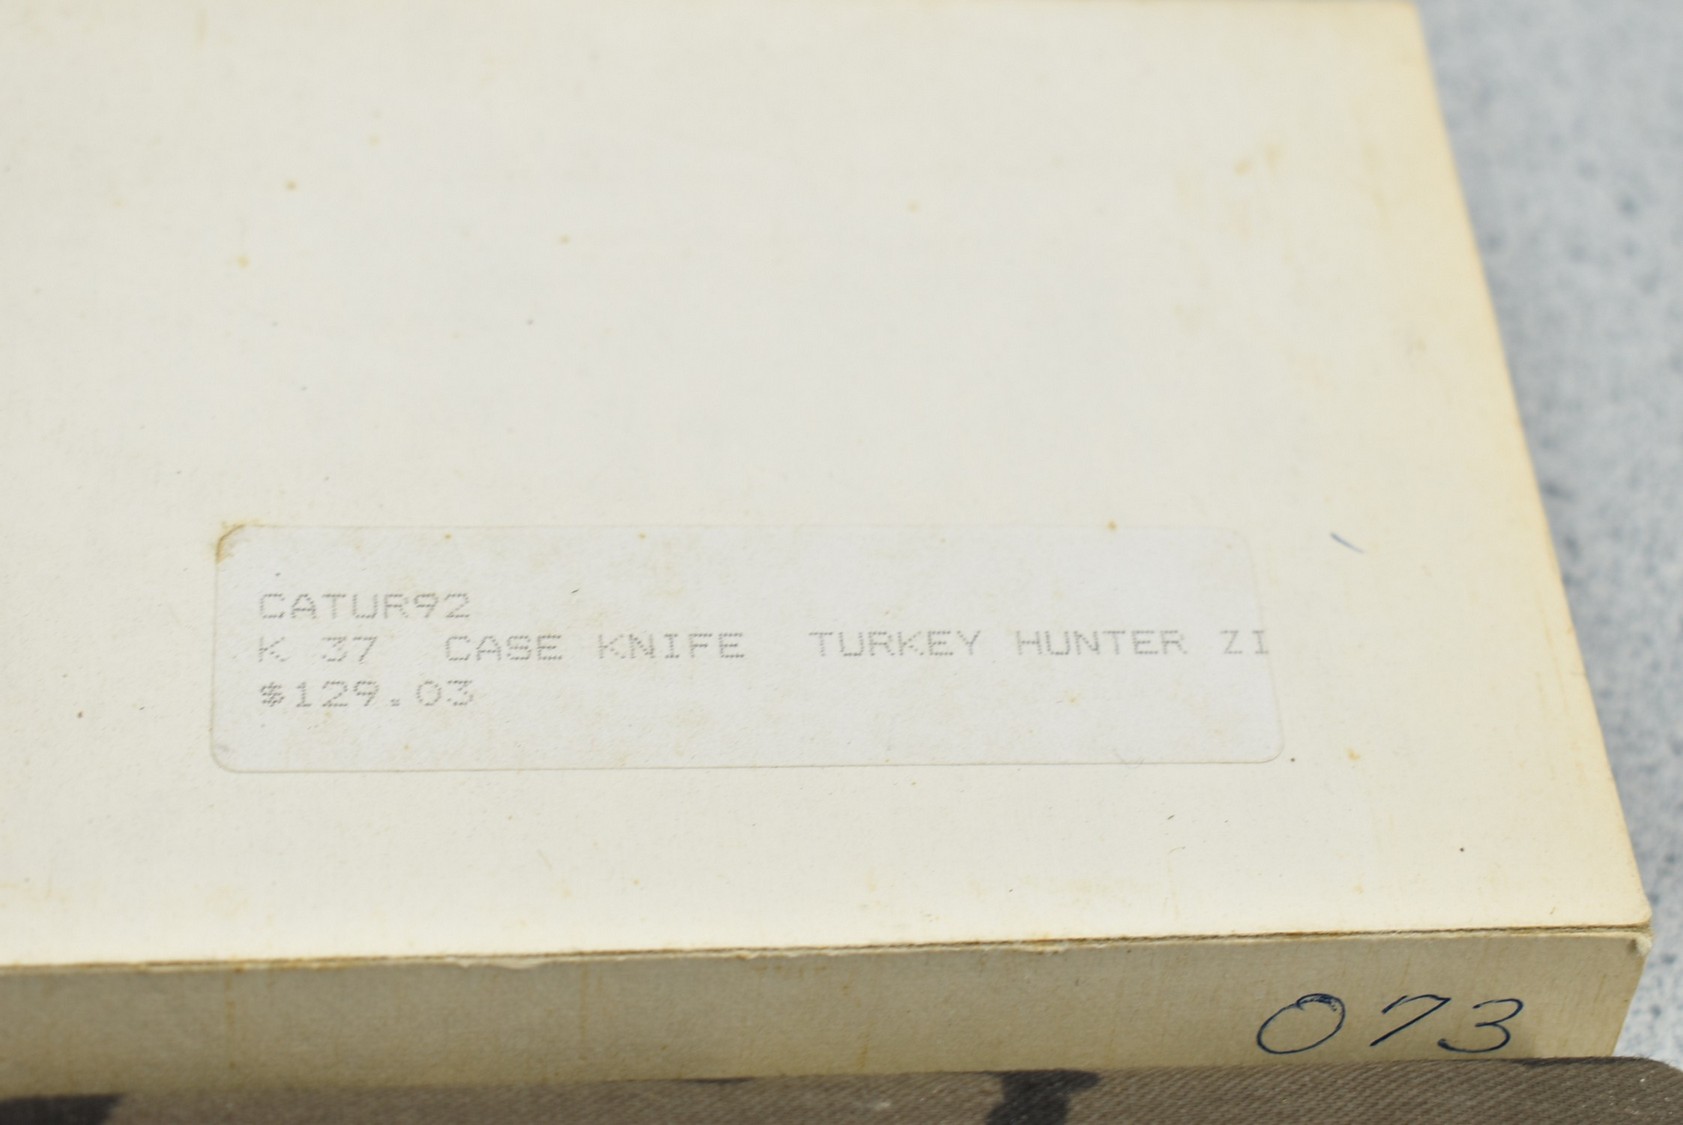 CATUR92
K 37 CASE KNIFE TURKEY HUNTER ZI
$129.03
073